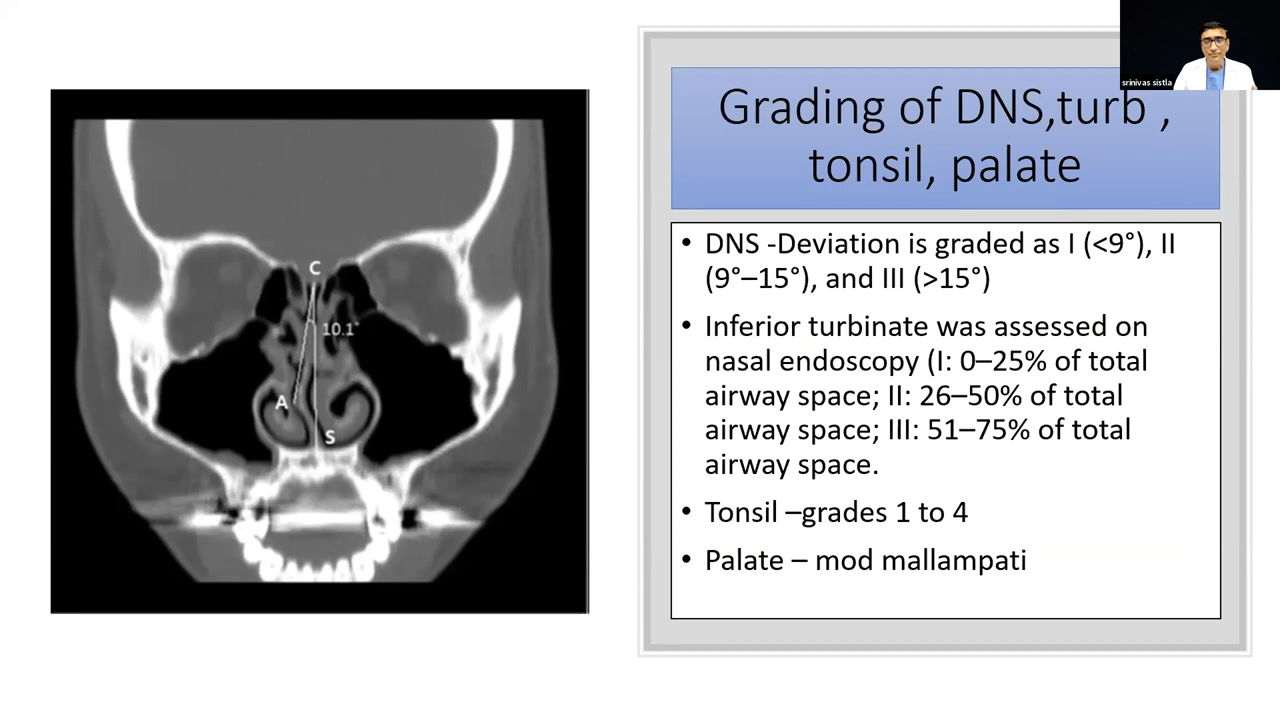 srinivas sistla
Grading of DNS,turb ,
tonsil, palate
C
10.1°
A
S
• DNS -Deviation is graded as I (<9°), II
(9°–15°), and III (>15°)
• Inferior turbinate was assessed on
nasal endoscopy (I: 0–25% of total
airway space; II: 26–50% of total
airway space; III: 51–75% of total
airway space.
• Tonsil –grades 1 to 4
• Palate – mod mallampati